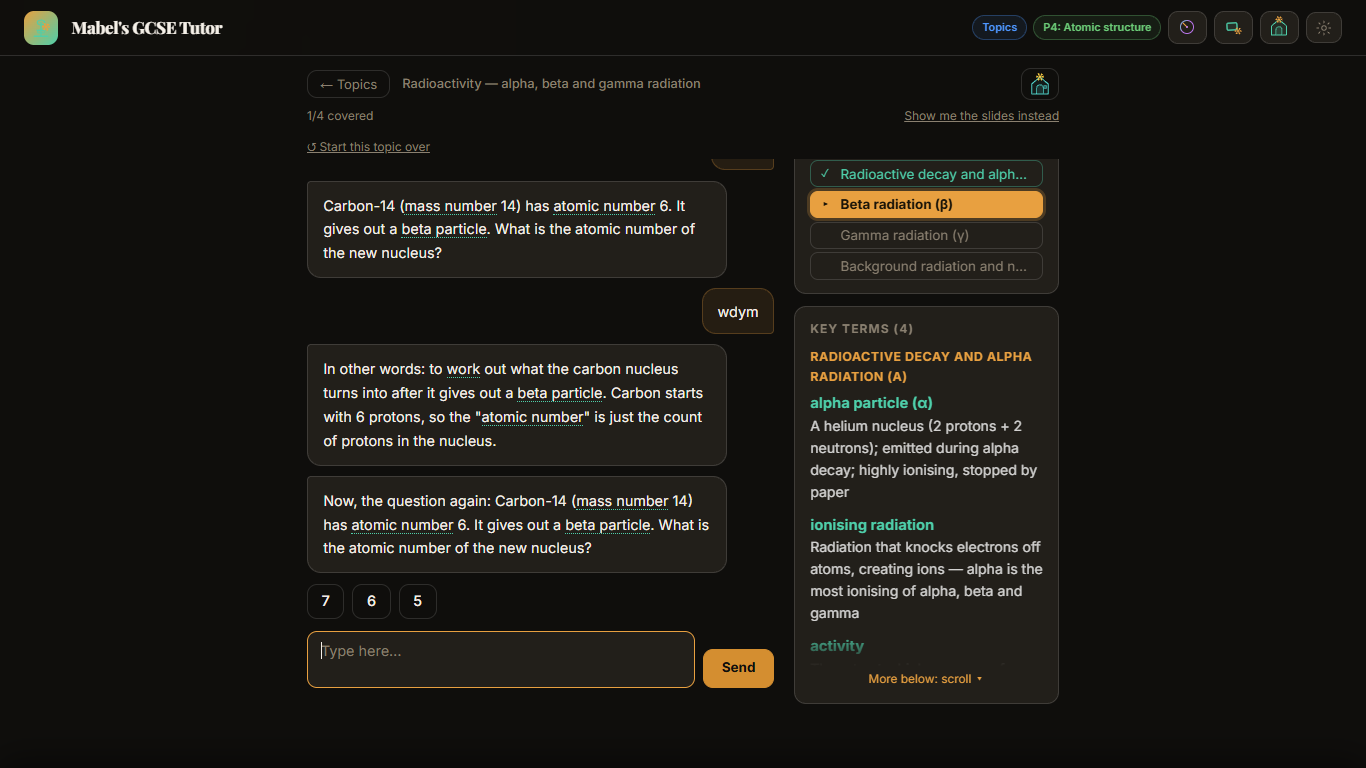 Mabel's GCSE Tutor
Topics
P4: Atomic structure
← Topics
Radioactivity — alpha, beta and gamma radiation
1/4 covered
Show me the slides instead
↺ Start this topic over
Carbon-14 (mass number 14) has atomic number 6. It
gives out a beta particle. What is the atomic number of
the new nucleus?
wdym
In other words: to work out what the carbon nucleus
turns into after it gives out a beta particle. Carbon starts
with 6 protons, so the "atomic number" is just the count
of protons in the nucleus.
Now, the question again: Carbon-14 (mass number 14)
has atomic number 6. It gives out a beta particle. What is
the atomic number of the new nucleus?
7
6
5
Type here...
Send
✓ Radioactive decay and alph...
‣ Beta radiation (β)
Gamma radiation (γ)
Background radiation and n...
KEY TERMS (4)
RADIOACTIVE DECAY AND ALPHA
RADIATION (Α)
alpha particle (α)
A helium nucleus (2 protons + 2
neutrons); emitted during alpha
decay; highly ionising, stopped by
paper
ionising radiation
Radiation that knocks electrons off
atoms, creating ions — alpha is the
most ionising of alpha, beta and
gamma
activity
More below: scroll ▾